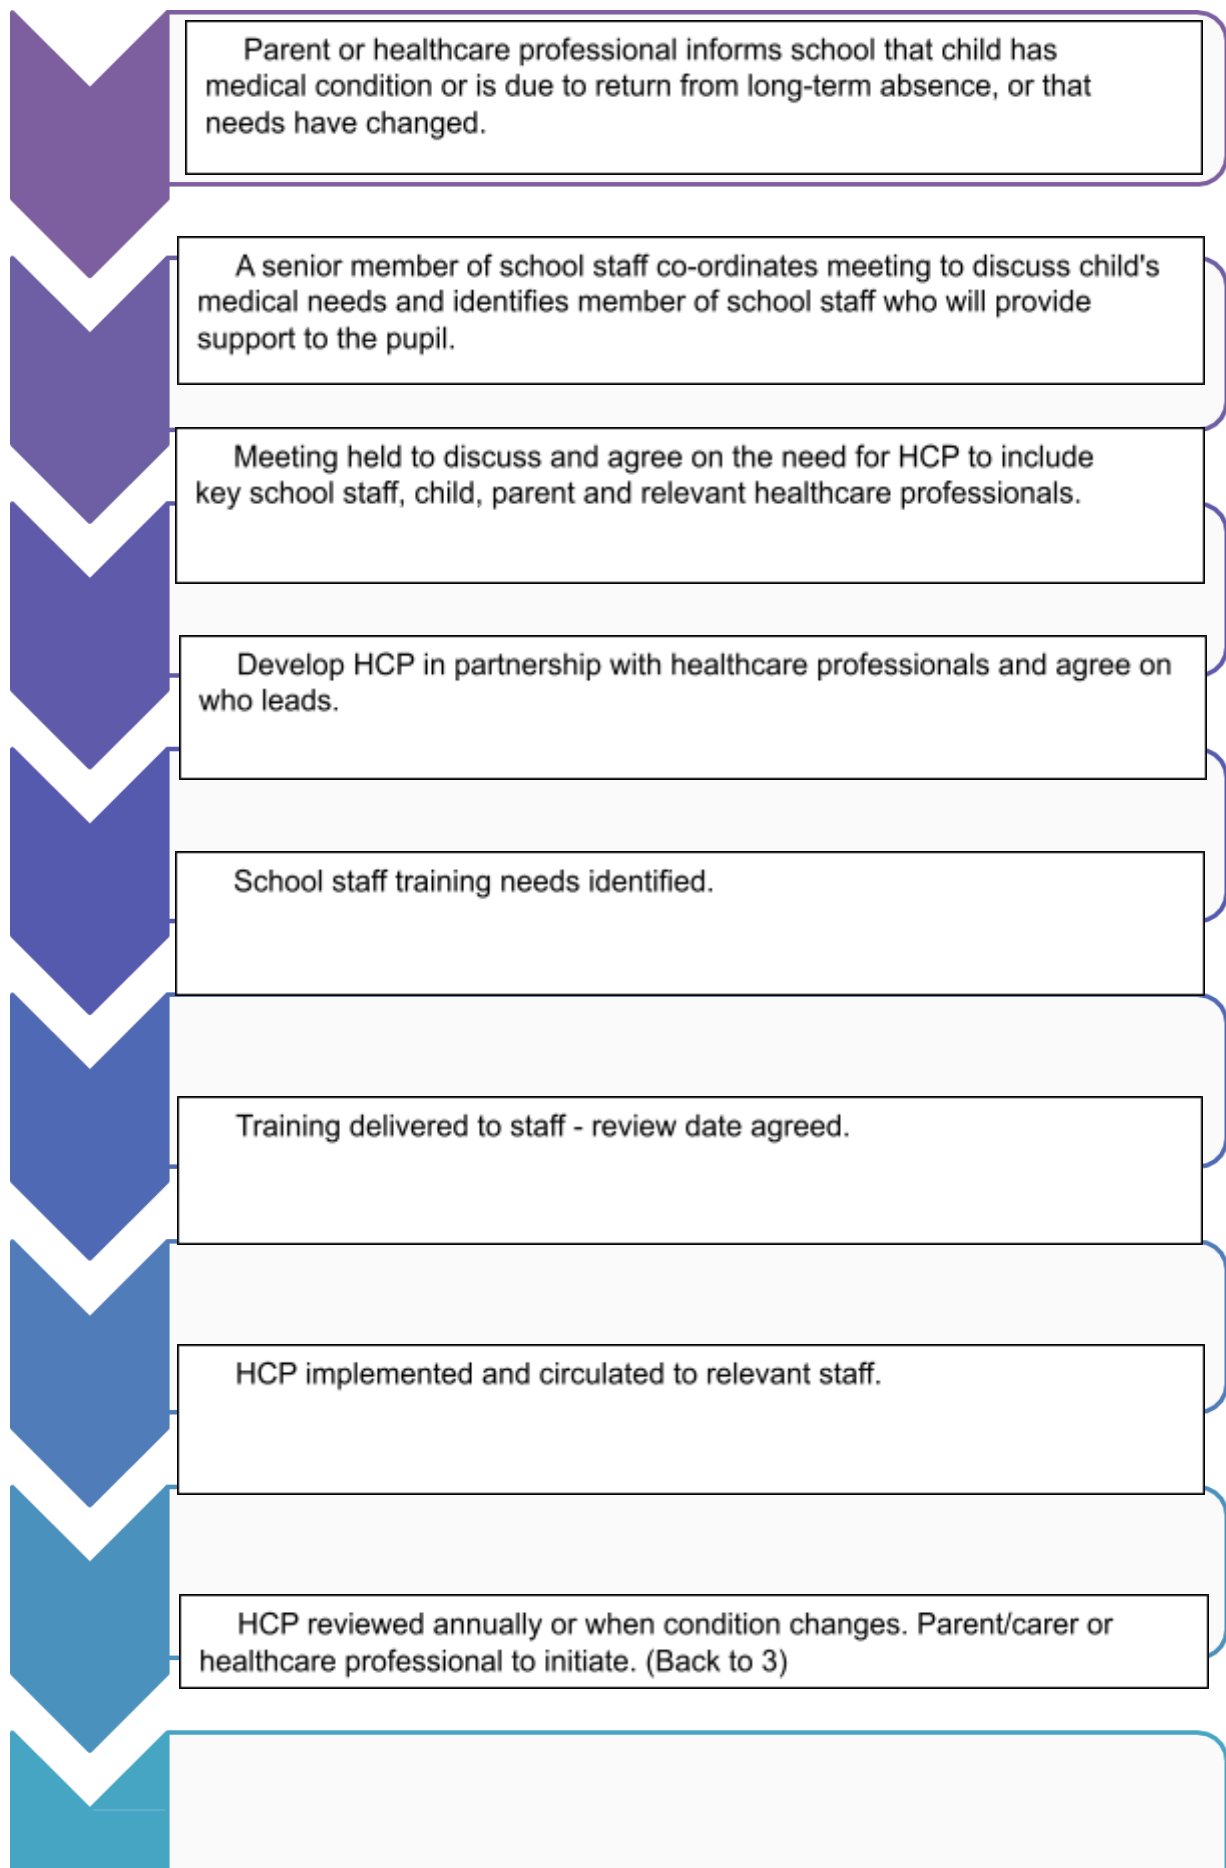 Parent or healthcare professional informs school that child has
medical condition or is due to return from long-term absence, or that
needs have changed.
A senior member of school staff co-ordinates meeting to discuss child's
medical needs and identifies member of school staff who will provide
support to the pupil.
Meeting held to discuss and agree on the need for HCP to include
key school staff, child, parent and relevant healthcare professionals.
Develop HCP in partnership with healthcare professionals and agree on
who leads.
School staff training needs identified.
Training delivered to staff - review date agreed.
HCP implemented and circulated to relevant staff.
HCP reviewed annually or when condition changes. Parent/carer or
healthcare professional to initiate. (Back to 3)